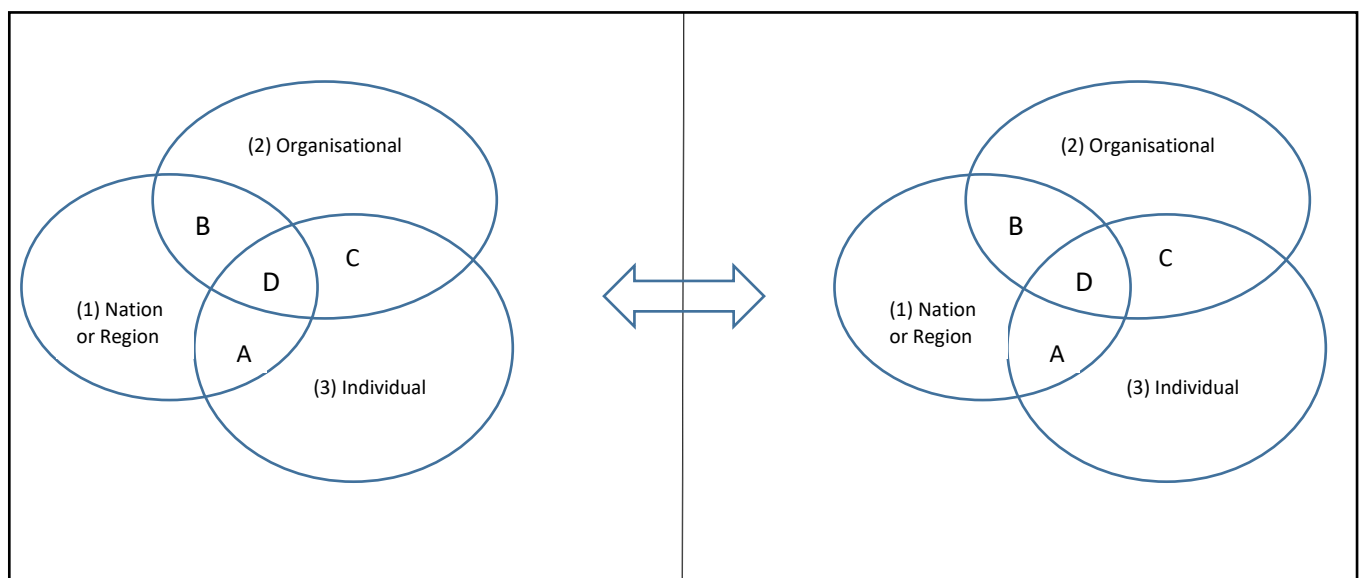 (2) Organisational
B
C
D
(1) Nation
or Region
A
(3) Individual
(2) Organisational
B
C
D
(1) Nation
or Region
A
(3) Individual